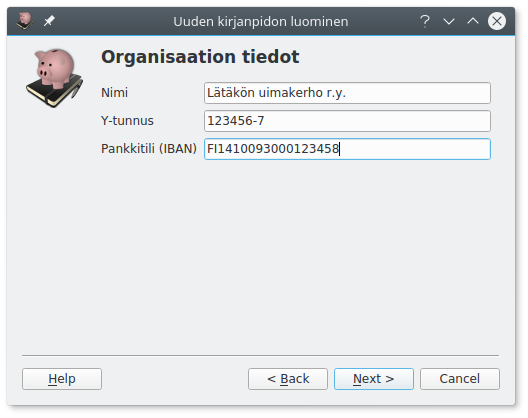 Uuden kirjanpidon luominen
Organisaation tiedot
Nimi Lätäkön uimakerho r.y.
Y-tunnus 123456-7
Pankkitili (IBAN) FI1410093000123458
Help < Back Next > Cancel